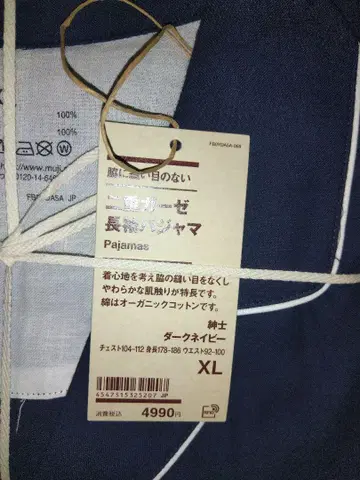 100%
100%
https://www.muji.
0120-14-64
FBE0DA5A JP
脇に縫い目のない
二重ガーゼ
長袖パジャマ
Pajamas
着心地を考え脇の縫い目をなくし
やわらかな肌触りが特長です。
綿はオーガニックコットンです。
紳士
ダークネイビー
チェスト104-112 身長178-186 ウエスト92-100
XL
4547315325207 JP
消費税込 4990円